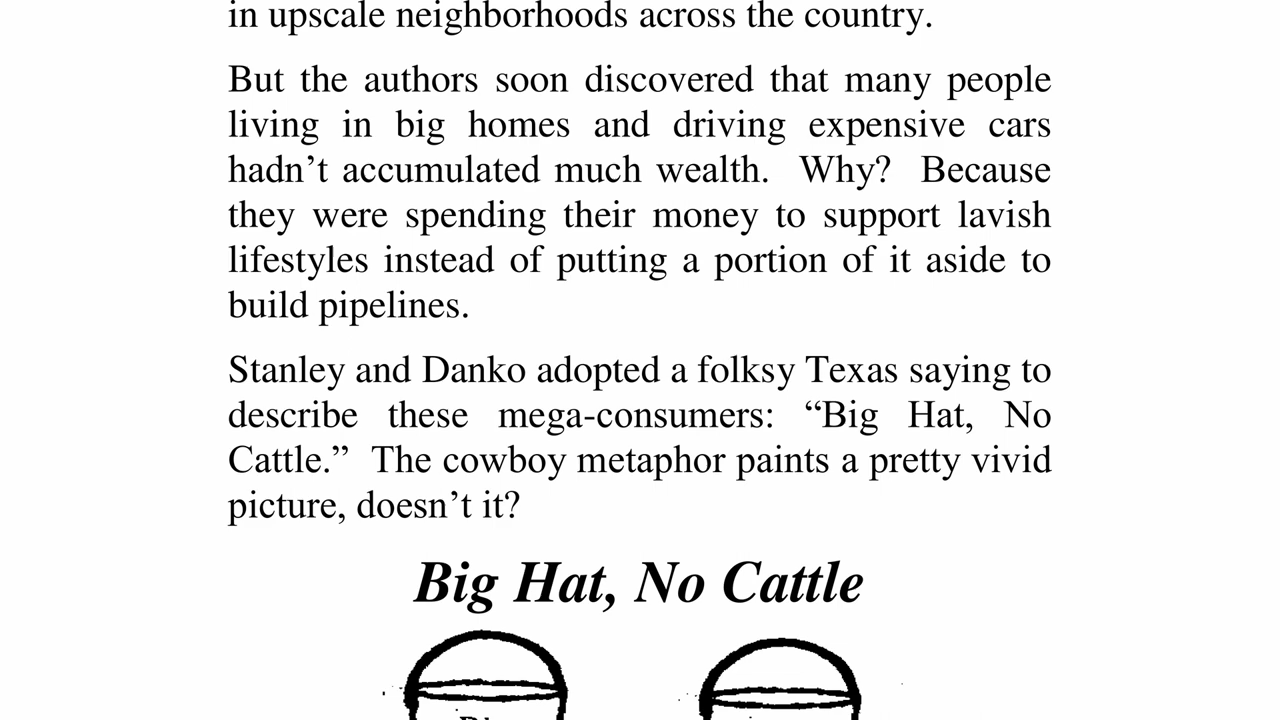 in upscale neighborhoods across the country.
But the authors soon discovered that many people
living in big homes and driving expensive cars
hadn’t accumulated much wealth.  Why?  Because
they were spending their money to support lavish
lifestyles instead of putting a portion of it aside to
build pipelines.
Stanley and Danko adopted a folksy Texas saying to
describe these mega-consumers: “Big Hat, No
Cattle.”  The cowboy metaphor paints a pretty vivid
picture, doesn’t it?
Big Hat, No Cattle